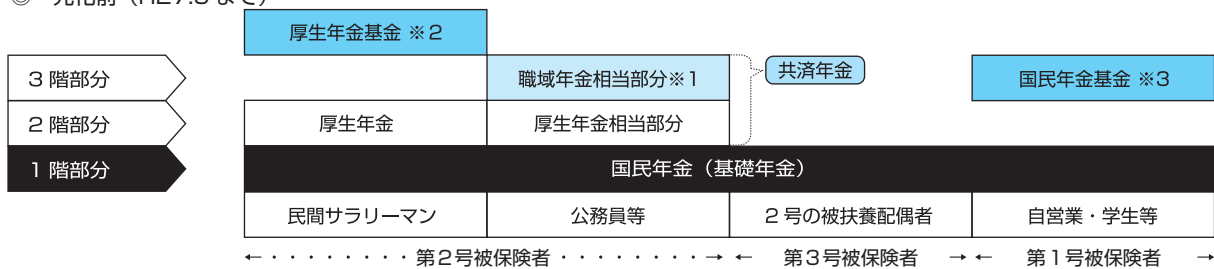 ◎ 一元化前（H27.9 まで）
厚生年金基金 ※２
３階部分
職域年金相当部分※１
共済年金
国民年金基金 ※３
２階部分
厚生年金
厚生年金相当部分
１階部分
国民年金（基礎年金）
民間サラリーマン
公務員等
２号の被扶養配偶者
自営業・学生等
←・・・・・・・・第２号被保険者・・・・・・・・→
← 第３号被保険者 →
← 第１号被保険者 →